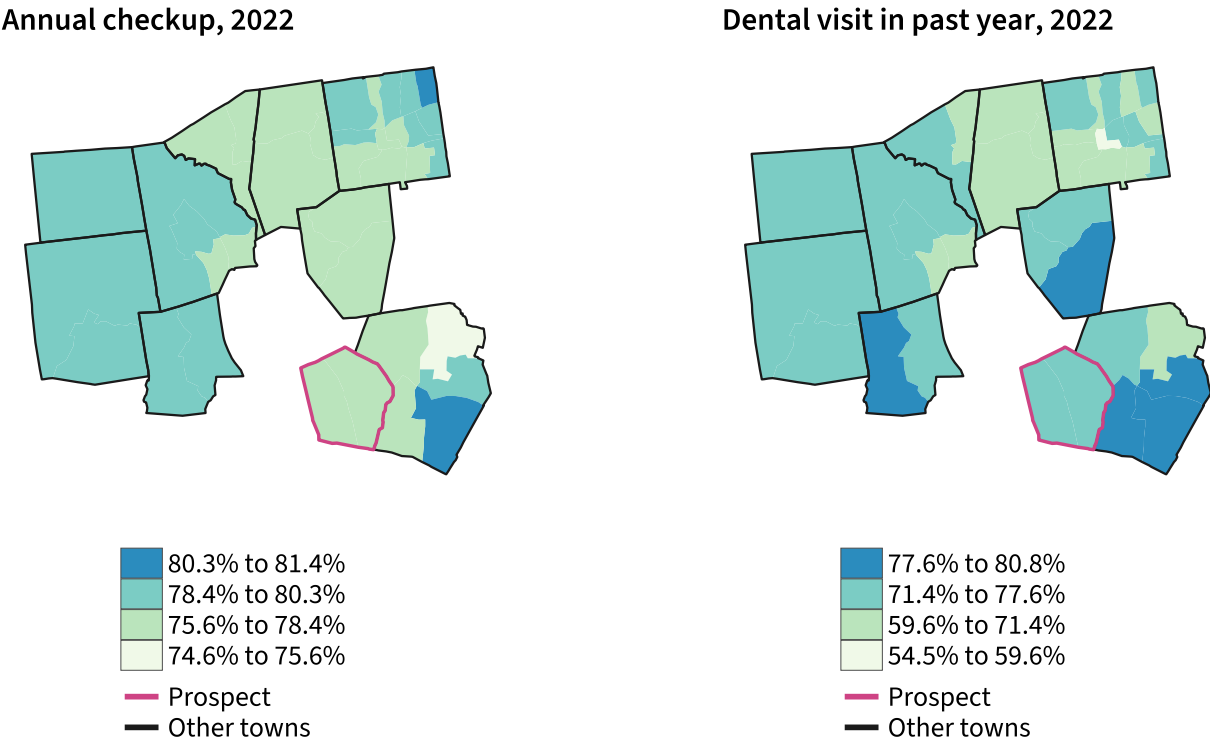 Annual checkup, 2022
80.3% to 81.4%
78.4% to 80.3%
75.6% to 78.4%
74.6% to 75.6%
Prospect
Other towns
Dental visit in past year, 2022
77.6% to 80.8%
71.4% to 77.6%
59.6% to 71.4%
54.5% to 59.6%
Prospect
Other towns